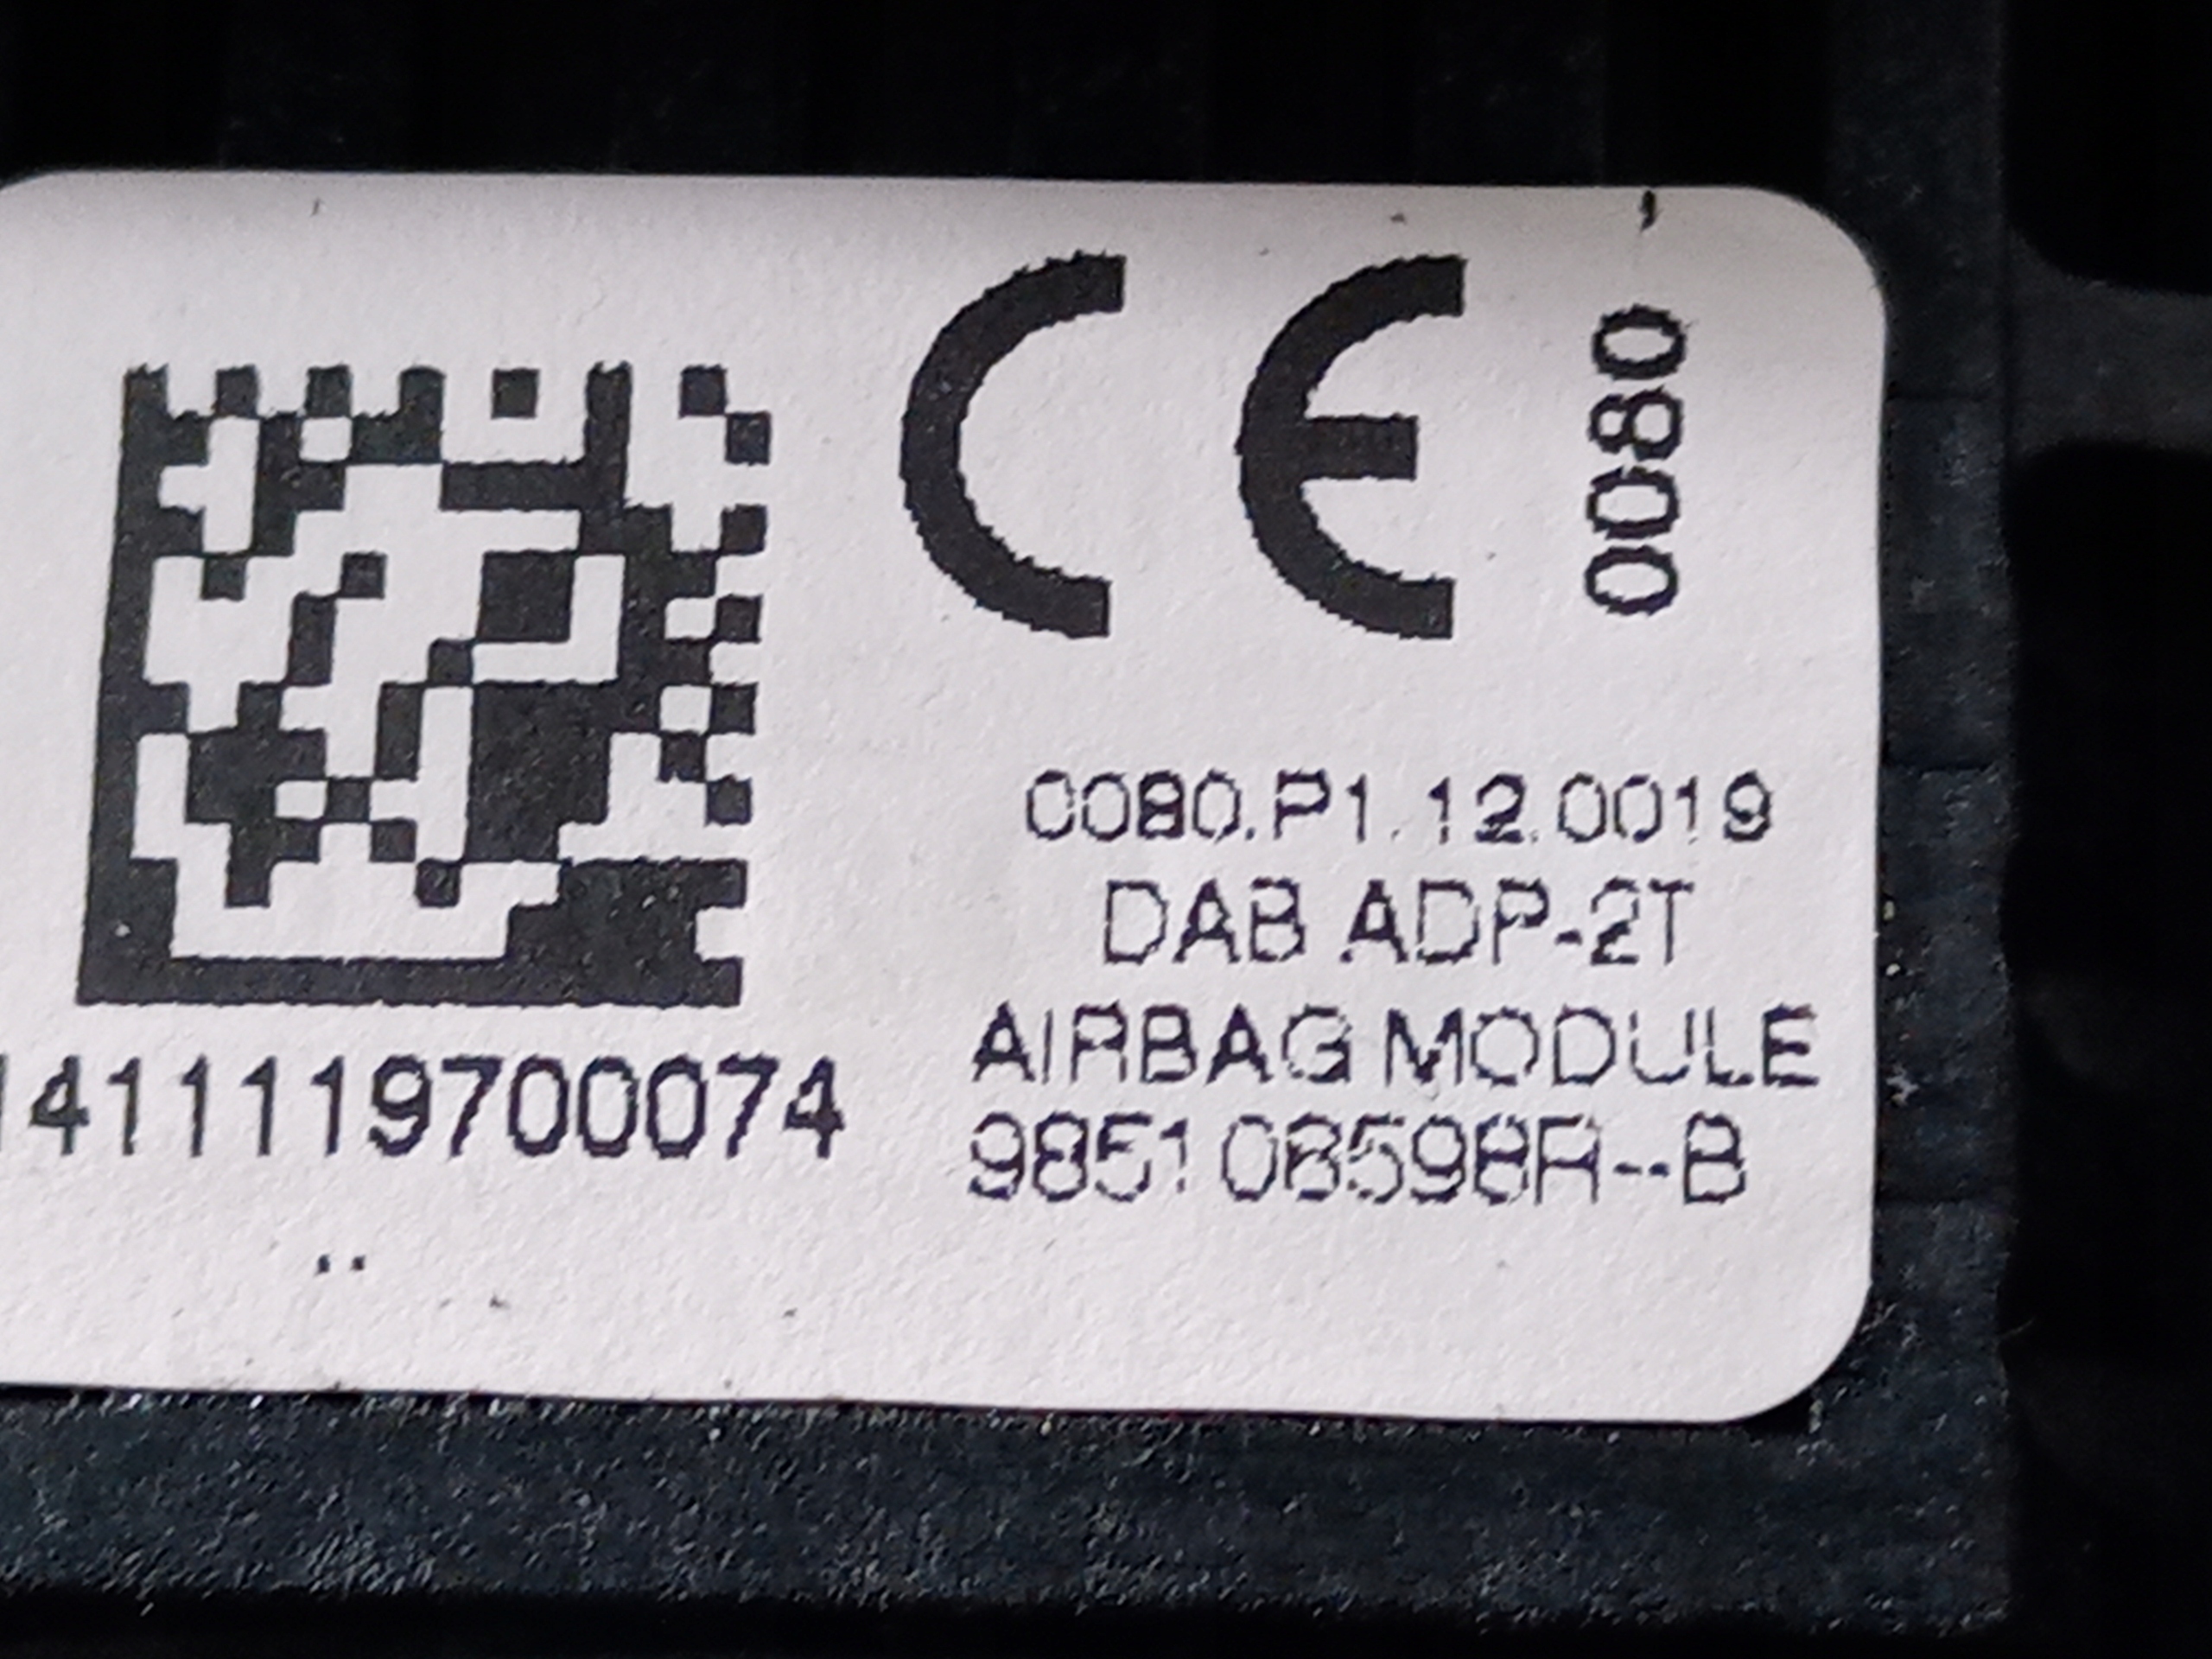 CE 0080
0080.P1.12.0019
DAB ADP-2T
AIRBAG MODULE
985108598R--B
1411119700074